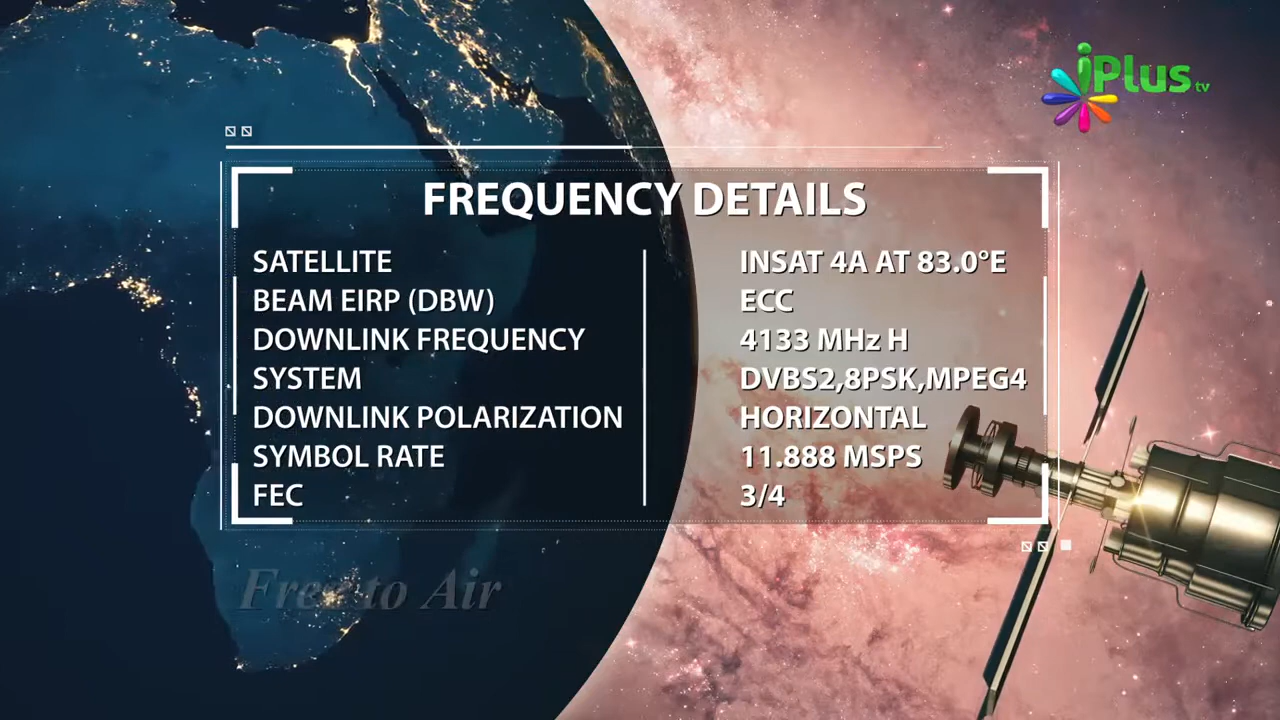 iPlus tv
FREQUENCY DETAILS
SATELLITE INSAT 4A AT 83.0°E
BEAM EIRP (DBW) ECC
DOWNLINK FREQUENCY 4133 MHz H
SYSTEM DVBS2,8PSK,MPEG4
DOWNLINK POLARIZATION HORIZONTAL
SYMBOL RATE 11.888 MSPS
FEC 3/4
Free to Air